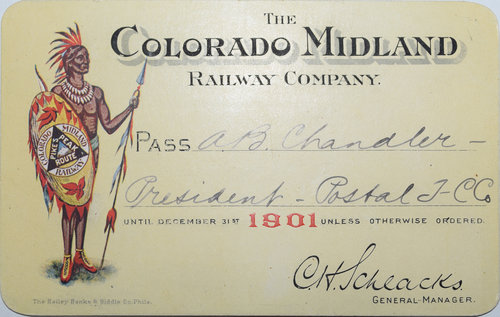 THE
COLORADO MIDLAND
RAILWAY COMPANY.
PASS A.B. Chandler —
President - Postal T-C Co
UNTIL DECEMBER 31ST 1901 UNLESS OTHERWISE ORDERED.
COLORADO MIDLAND RAILWAY
PIKES PEAK ROUTE
C.H. Schlacks
GENERAL-MANAGER.
The Bailey Banks & Biddle Co. Phila.